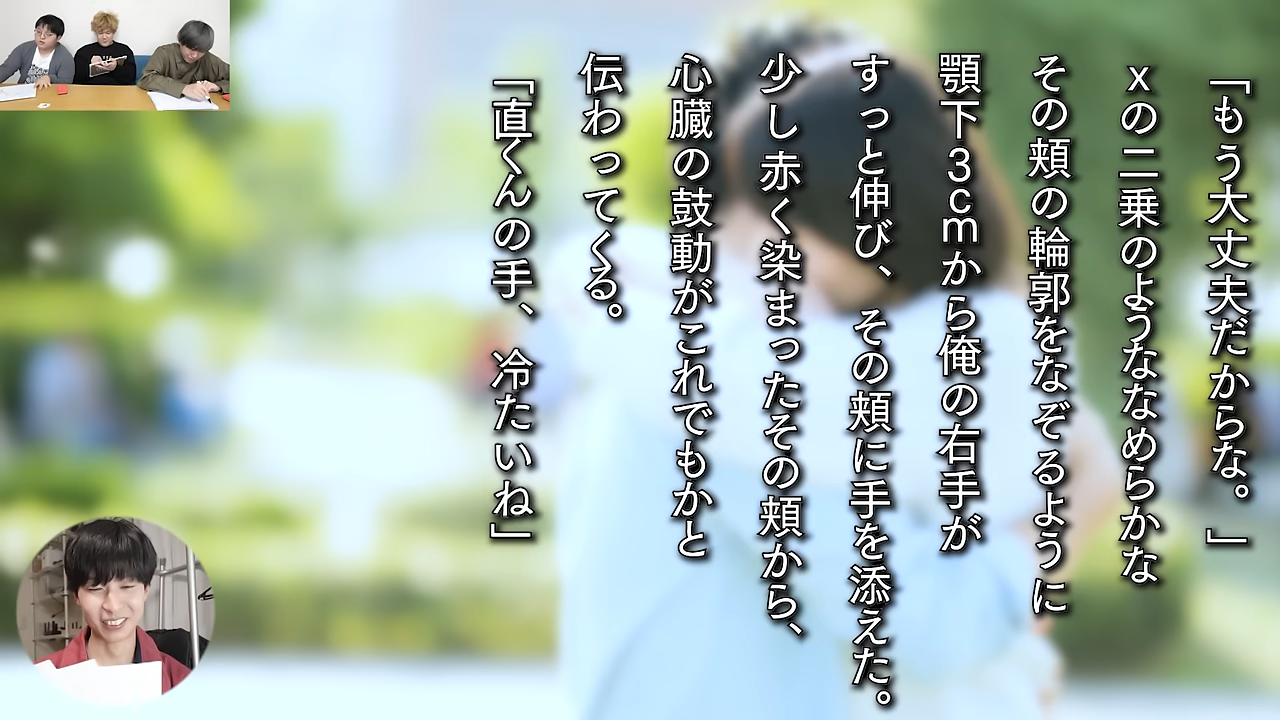 「もう大丈夫だからな。」
xの二乗のようななめらかな
その頬の輪郭をなぞるように
顎下3cmから俺の右手が
すっと伸び、その頬に手を添えた。
少し赤く染まったその頬から、
心臓の鼓動がこれでもかと
伝わってくる。
「直くんの手、冷たいね」